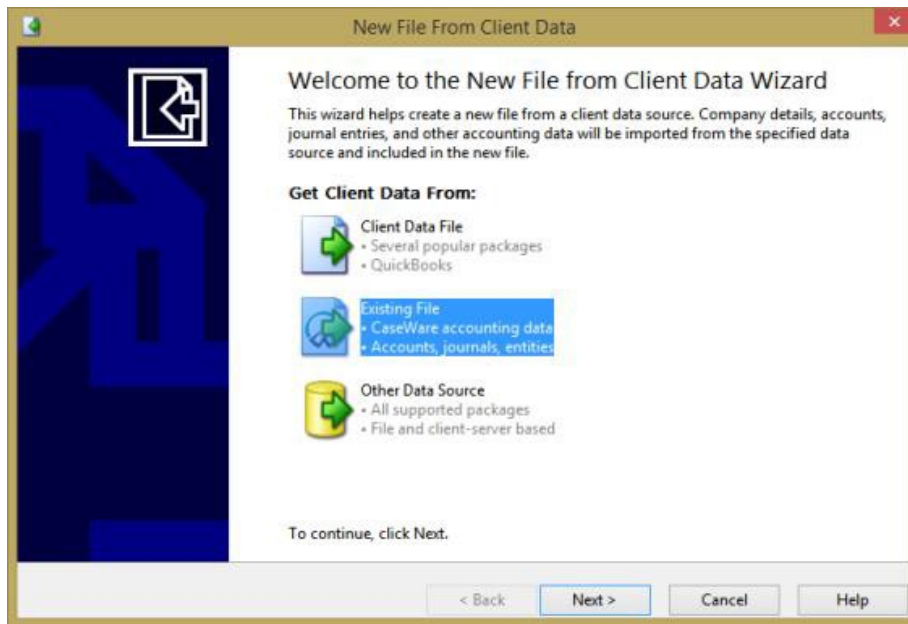 New File From Client Data
Welcome to the New File from Client Data Wizard
This wizard helps create a new file from a client data source. Company details, accounts,
journal entries, and other accounting data will be imported from the specified data
source and included in the new file.
Get Client Data From:
Client Data File
• Several popular packages
• QuickBooks
Existing File
• CaseWare accounting data
• Accounts, journals, entities
Other Data Source
• All supported packages
• File and client-server based
To continue, click Next.
< Back Next > Cancel Help